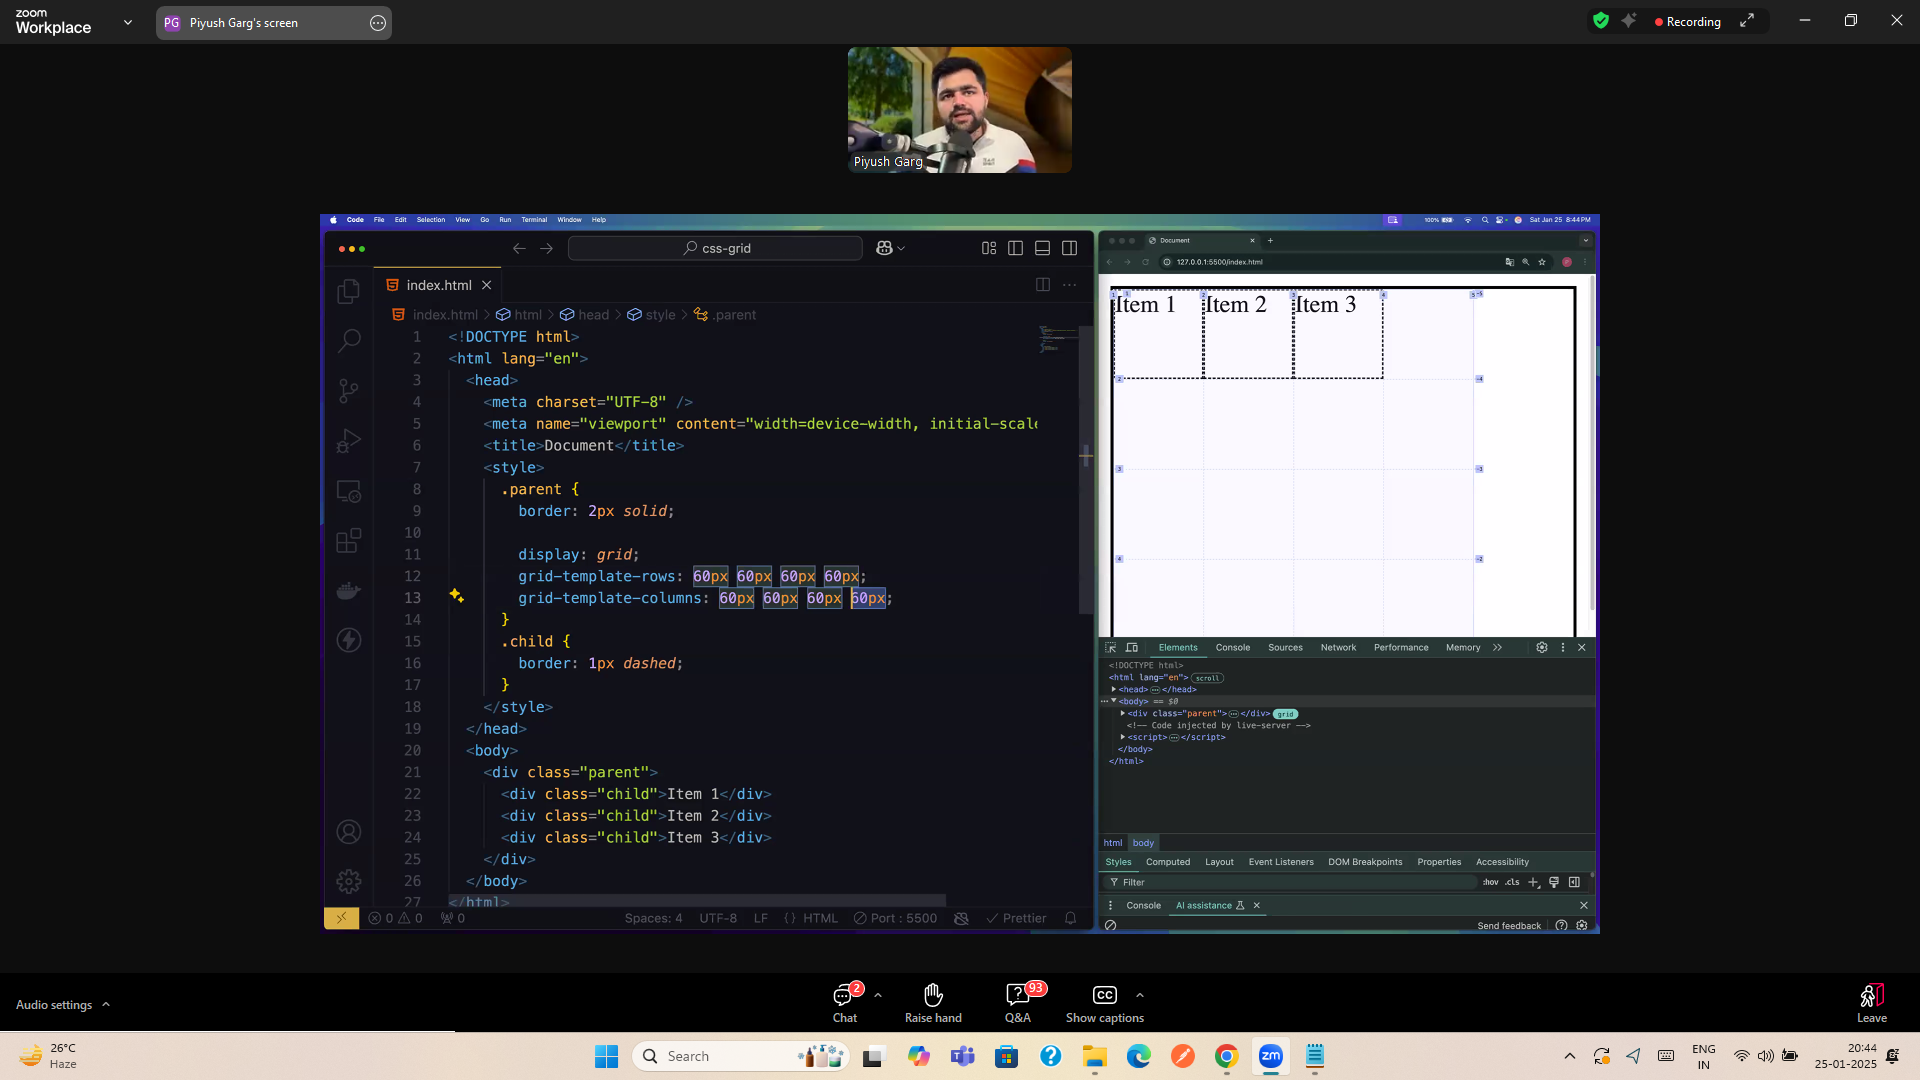 zoom
Workplace
PG Piyush Garg's screen
Recording
Piyush Garg
Code File Edit Selection View Go Run Terminal Window Help
100% Sat Jan 25 8:44PM
css-grid
index.html
index.html > html > head > style > .parent
1 <!DOCTYPE html>
2 <html lang="en">
3 <head>
4 <meta charset="UTF-8" />
5 <meta name="viewport" content="width=device-width, initial-scale
6 <title>Document</title>
7 <style>
8 .parent {
9 border: 2px solid;
10
11 display: grid;
12 grid-template-rows: 60px 60px 60px 60px;
13 grid-template-columns: 60px 60px 60px 60px;
14 }
15 .child {
16 border: 1px dashed;
17 }
18 </style>
19 </head>
20 <body>
21 <div class="parent">
22 <div class="child">Item 1</div>
23 <div class="child">Item 2</div>
24 <div class="child">Item 3</div>
25 </div>
26 </body>
27 </html>
0 0 0 Spaces: 4 UTF-8 LF {} HTML Port : 5500 Prettier
Document
127.0.0.1:5500/index.html
Item 1 Item 2 Item 3
Elements Console Sources Network Performance Memory
<!DOCTYPE html>
<html lang="en"> scroll
<head> </head>
<body> == $0
<div class="parent"> </div> grid
<!-- Code injected by live-server -->
<script> </script>
</body>
</html>
html body
Styles Computed Layout Event Listeners DOM Breakpoints Properties Accessibility
Filter :hov .cls
Console AI assistance
Send feedback
Audio settings
2
Chat
Raise hand
93
Q&A
CC
Show captions
Leave
26°C
Haze
Search
zm
ENG
IN
20:44
25-01-2025